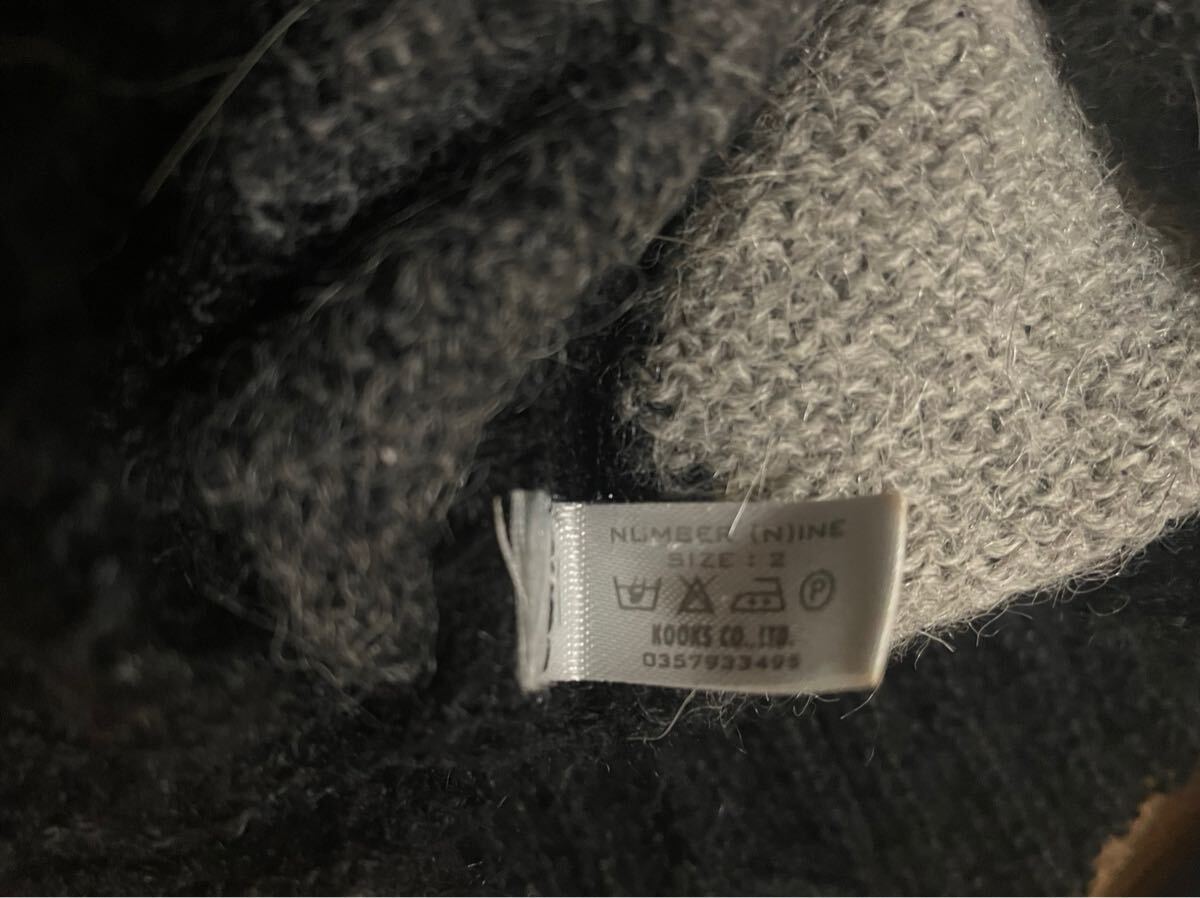 NUMBER (N)INE
SIZE : 2
P
KOOKS CO.,LTD.
0357933495